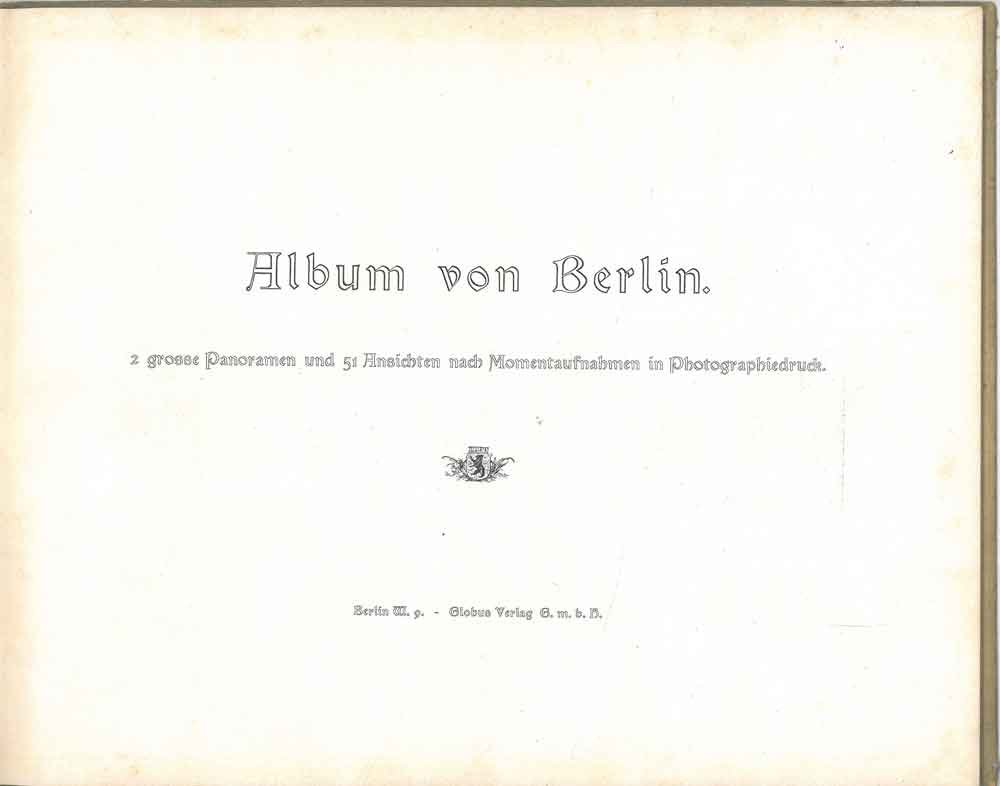 Album von Berlin.
2 grosse Panoramen und 51 Ansichten nach Momentaufnahmen in Photographiedruck.
Berlin W. 9. - Globus Verlag G. m. b. H.